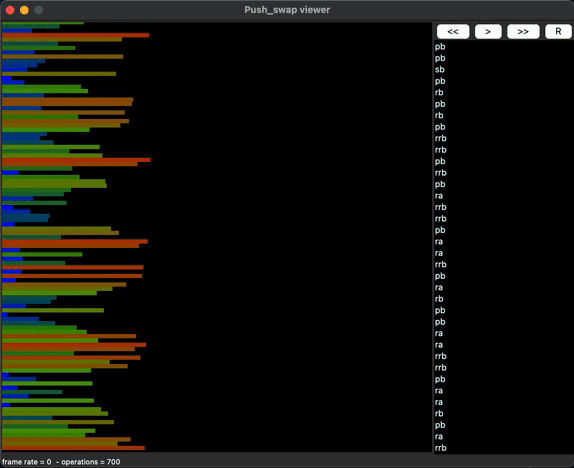 Push_swap viewer
<< > >> R
pb
pb
sb
pb
rb
pb
rb
pb
rrb
rrb
pb
rrb
pb
ra
rrb
rrb
pb
ra
ra
rrb
pb
ra
rb
pb
pb
ra
ra
rrb
rrb
pb
ra
ra
rb
pb
ra
rrb
frame rate = 0 - operations = 700